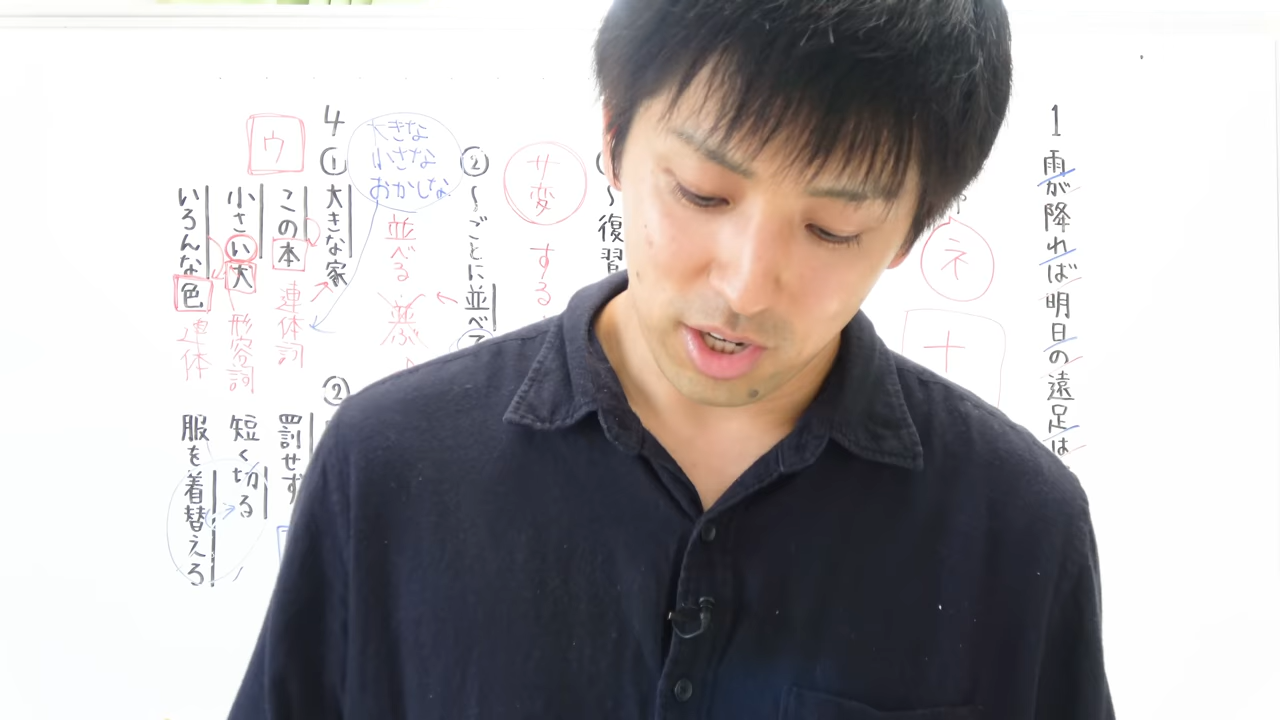 1
雨が降れば明日の遠足は
ネ
十
①
〜復習
サ変
する
②
〜ごとに並べ
並べる
並ぶ
大きな
小さな
おかしな
4
①
大きな家
ウ
この本
連体詞
小さい犬
形容詞
いろんな色
連体
②
罰せず
短く切る
服を着替えろ